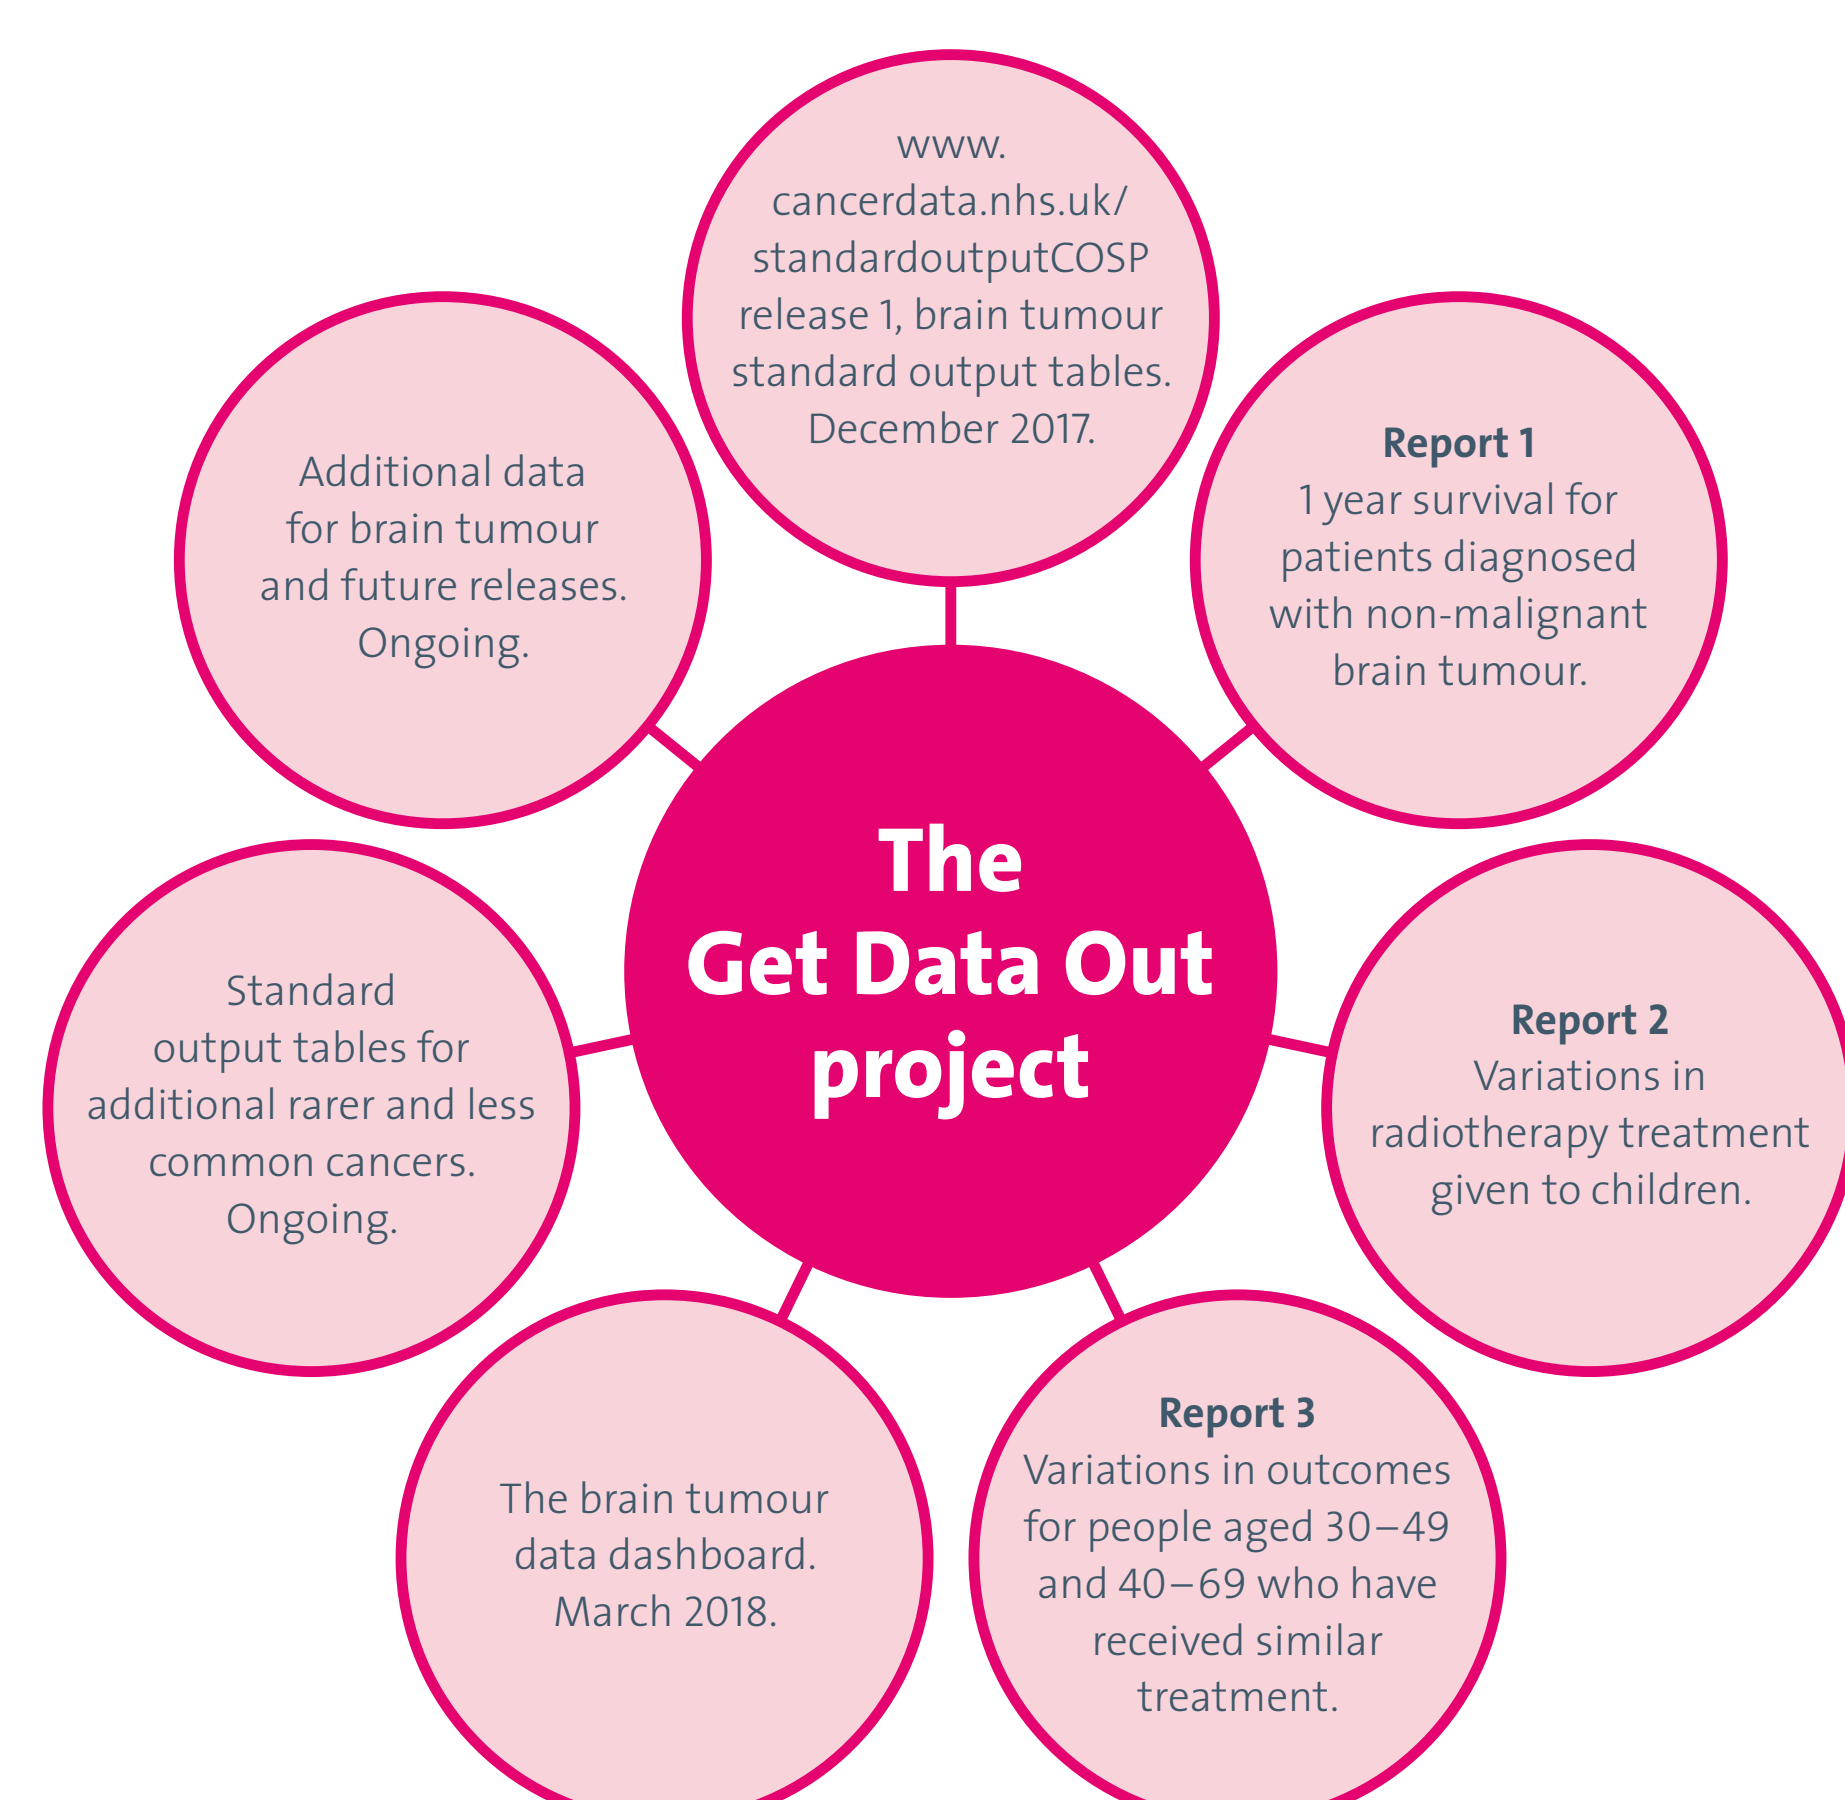 www.
cancerdata.nhs.uk/
standardoutputCOSP
release 1, brain tumour
standard output tables.
December 2017.
Report 1
1 year survival for
patients diagnosed
with non-malignant
brain tumour.
Report 2
Variations in
radiotherapy treatment
given to children.
Report 3
Variations in outcomes
for people aged 30–49
and 40–69 who have
received similar
treatment.
The brain tumour
data dashboard.
March 2018.
Standard
output tables for
additional rarer and less
common cancers.
Ongoing.
Additional data
for brain tumour
and future releases.
Ongoing.
The
Get Data Out
project